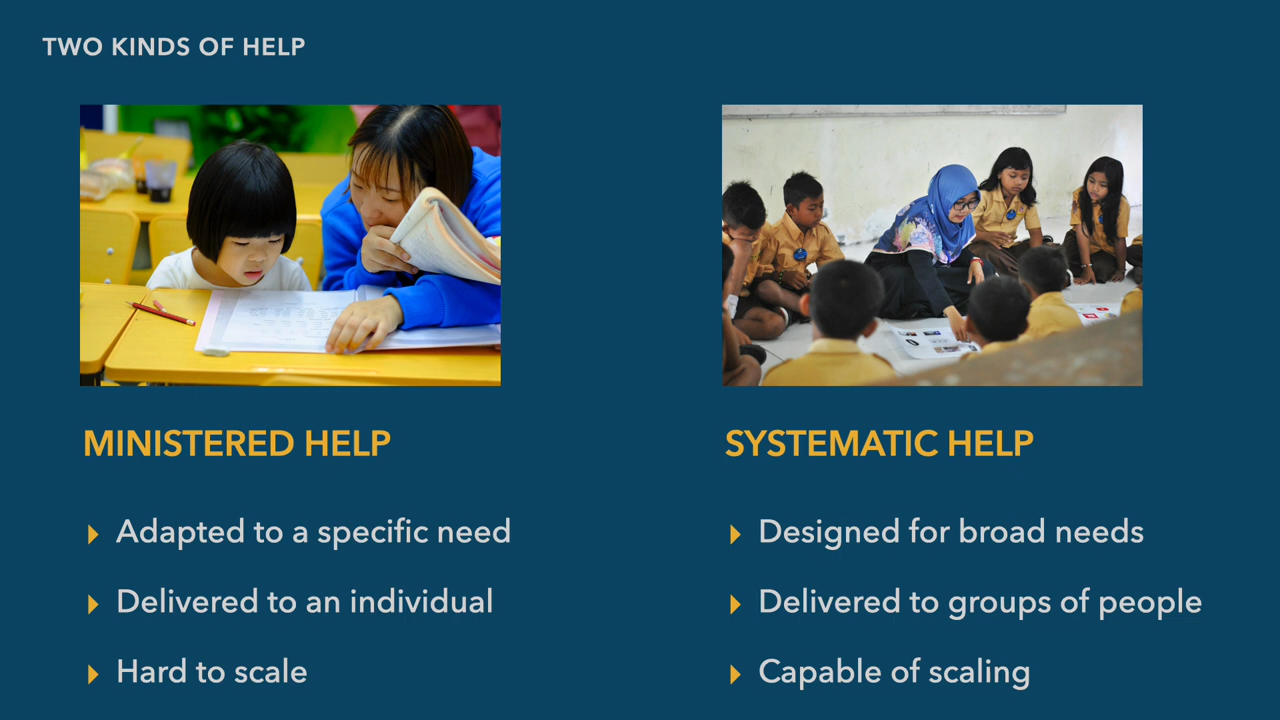 TWO KINDS OF HELP
MINISTERED HELP
Adapted to a specific need
Delivered to an individual
Hard to scale
SYSTEMATIC HELP
Designed for broad needs
Delivered to groups of people
Capable of scaling